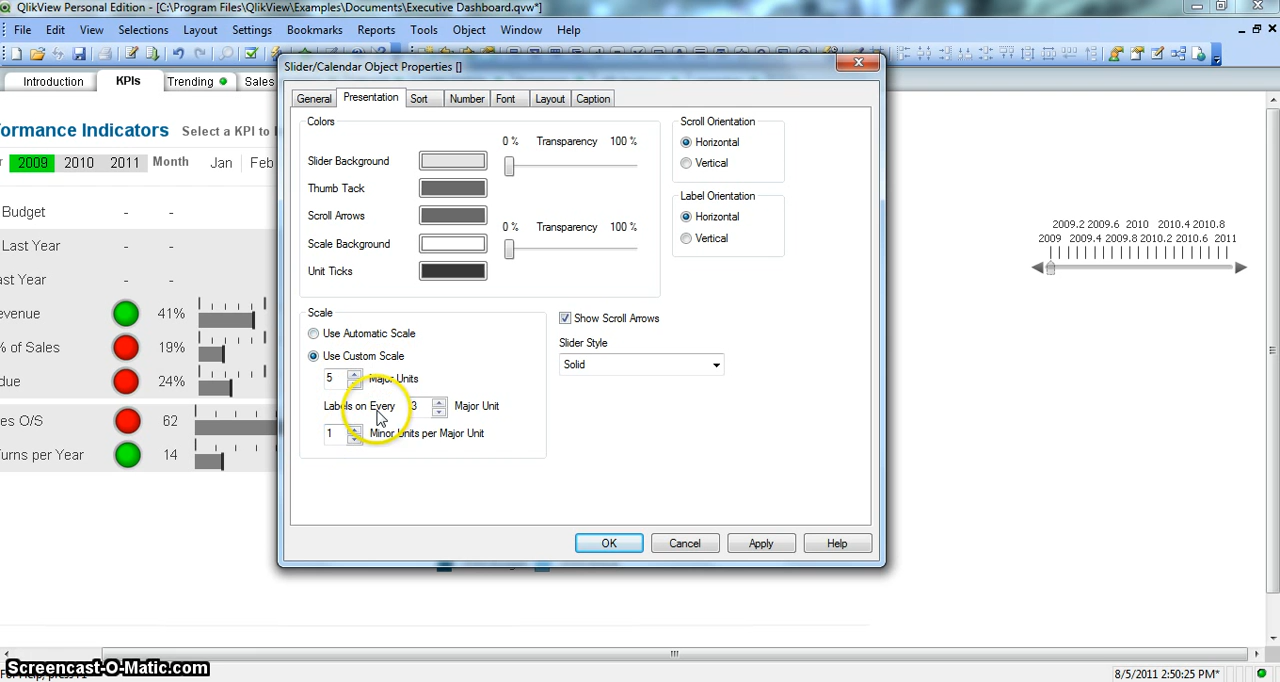 QlikView Personal Edition - [C:\Program Files\QlikView\Examples\Documents\Executive Dashboard.qvw*]
File Edit View Selections Layout Settings Bookmarks Reports Tools Object Window Help
Introduction KPIs Trending Sales
Slider/Calendar Object Properties []
General Presentation Sort Number Font Layout Caption
ormance Indicators Select a KPI to
2009 2010 2011 Month Jan Feb
Budget - -
Last Year - -
ast Year - -
evenue 41%
% of Sales 19%
due 24%
es O/S 62
urns per Year 14
Colors
0 % Transparency 100 %
Slider Background
Thumb Tack
Scroll Arrows
0 % Transparency 100 %
Scale Background
Unit Ticks
Scroll Orientation
Horizontal
Vertical
Label Orientation
Horizontal
Vertical
Scale
Use Automatic Scale
Use Custom Scale
5 Major Units
Labels on Every 3 Major Unit
1 Minor Units per Major Unit
Show Scroll Arrows
Slider Style
Solid
OK Cancel Apply Help
2009.2 2009.6 2010 2010.4 2010.8
2009 2009.4 2009.8 2010.2 2010.6 2011
Screencast-O-Matic.com
8/5/2011 2:50:25 PM*